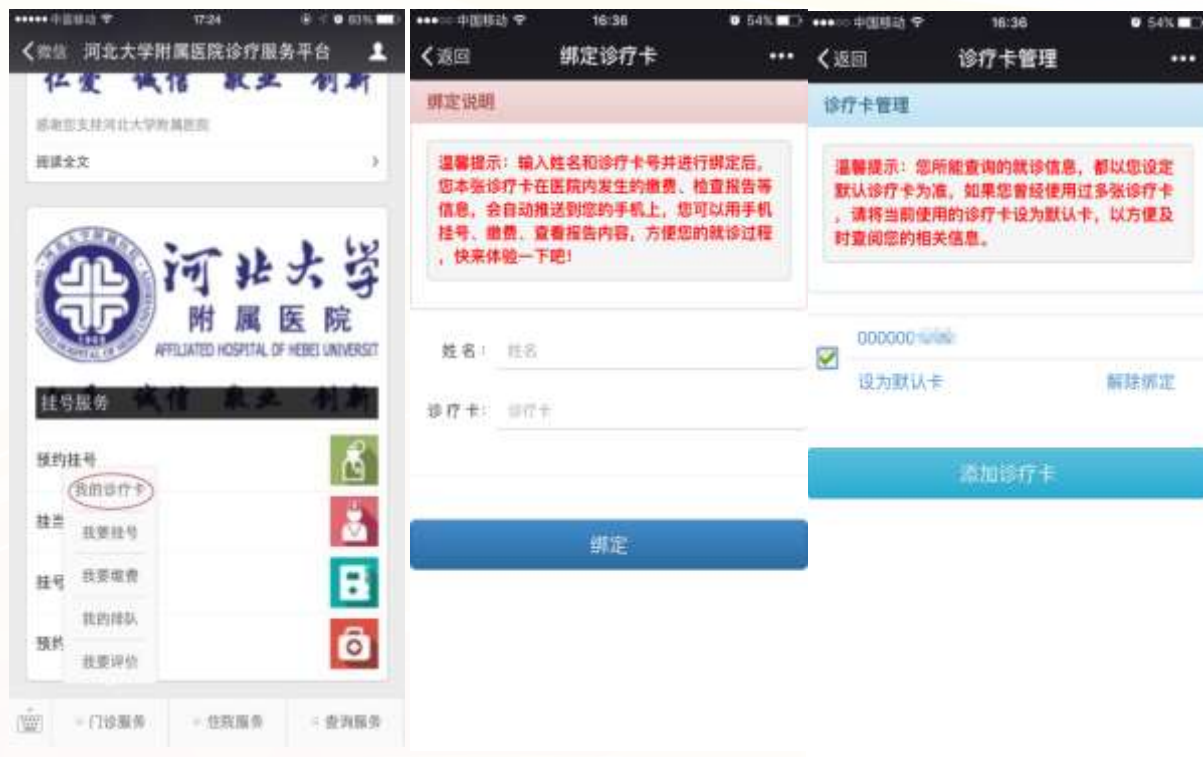 中国移动
17:24
63%
微信
河北大学附属医院诊疗服务平台
仁爱 诚信 敬业 创新
感谢您支持河北大学附属医院
阅读全文
河北大学
附属医院
AFFILIATED HOSPITAL OF HEBEI UNIVERSIT
挂号服务
预约挂号
我的诊疗卡
我要挂号
挂号
我要缴费
我的排队
预约
我要评价
门诊服务
住院服务
查询服务
中国移动
16:36
54%
返回
绑定诊疗卡
绑定说明
温馨提示：输入姓名和诊疗卡号并进行绑定后，
您本张诊疗卡在医院内发生的缴费、检查报告等
信息，会自动推送到您的手机上，您可以用手机
挂号、缴费、查看报告内容，方便您的就诊过程
，快来体验一下吧！
姓名： 姓名
诊疗卡： 诊疗卡
绑定
中国移动
16:36
54%
返回
诊疗卡管理
诊疗卡管理
温馨提示：您所能查询的就诊信息，都以您设定
默认诊疗卡为准，如果您曾经使用过多张诊疗卡
，请将当前使用的诊疗卡设为默认卡，以方便及
时查阅您的相关信息。
000000
设为默认卡
解除绑定
添加诊疗卡